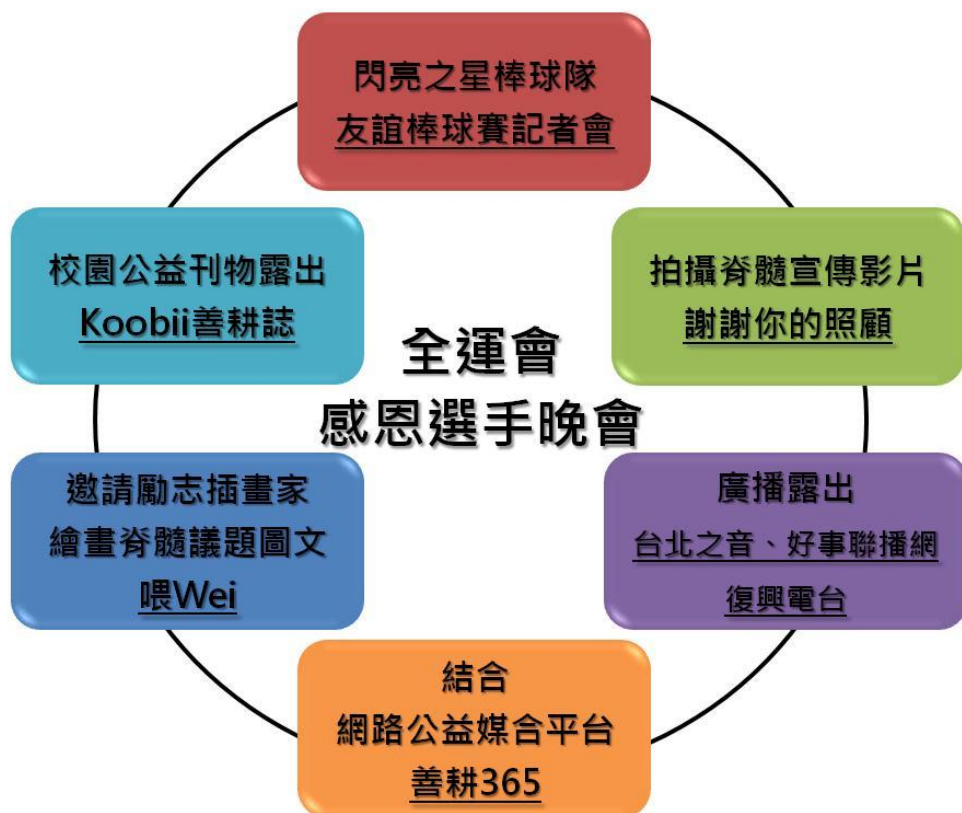 閃亮之星棒球隊
友誼棒球賽記者會
校園公益刊物露出
Koobii善耕誌
拍攝脊髓宣傳影片
謝謝你的照顧
全運會
感恩選手晚會
邀請勵志插畫家
繪畫脊髓議題圖文
喂Wei
廣播露出
台北之音、好事聯播網
復興電台
結合
網路公益媒合平台
善耕365